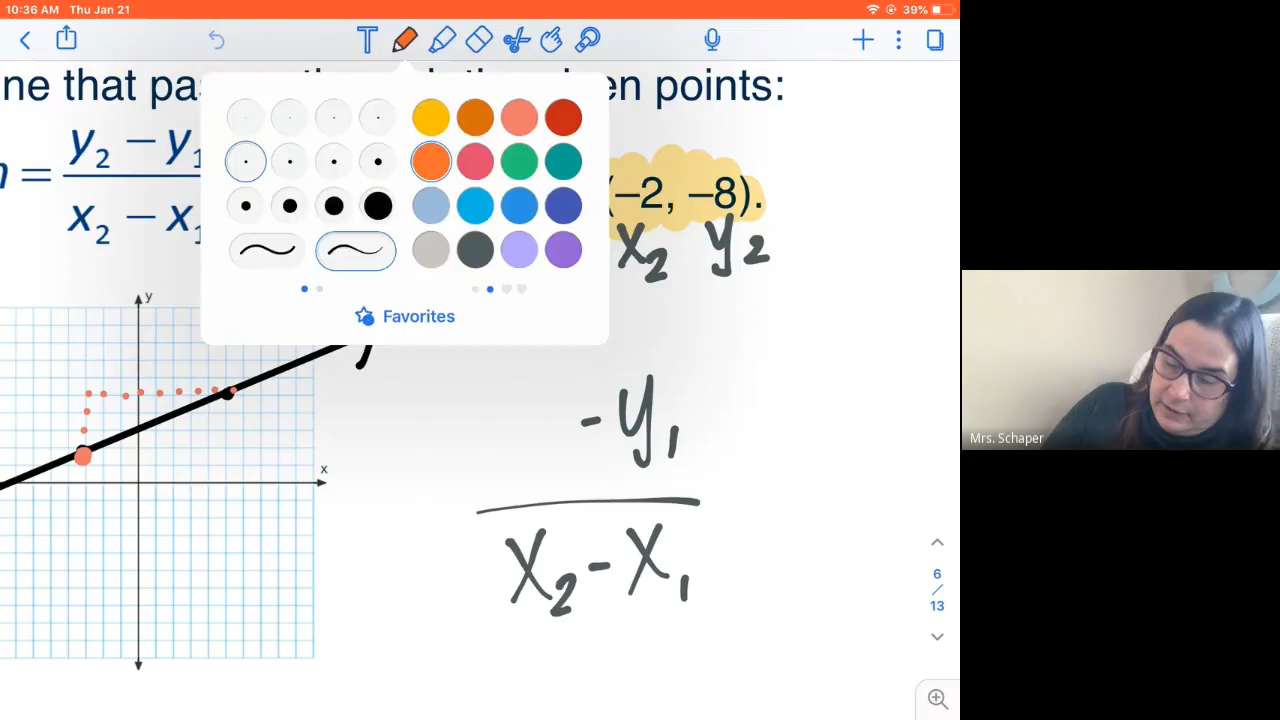 10:36 AM Thu Jan 21
39%
T
ne that pa en points:
= y₂ − y₁
x₂ − x₁
(–2, –8).
x₂ y₂
Favorites
y
x
- y₁
x₂ - x₁
Mrs. Schaper
6
/
13